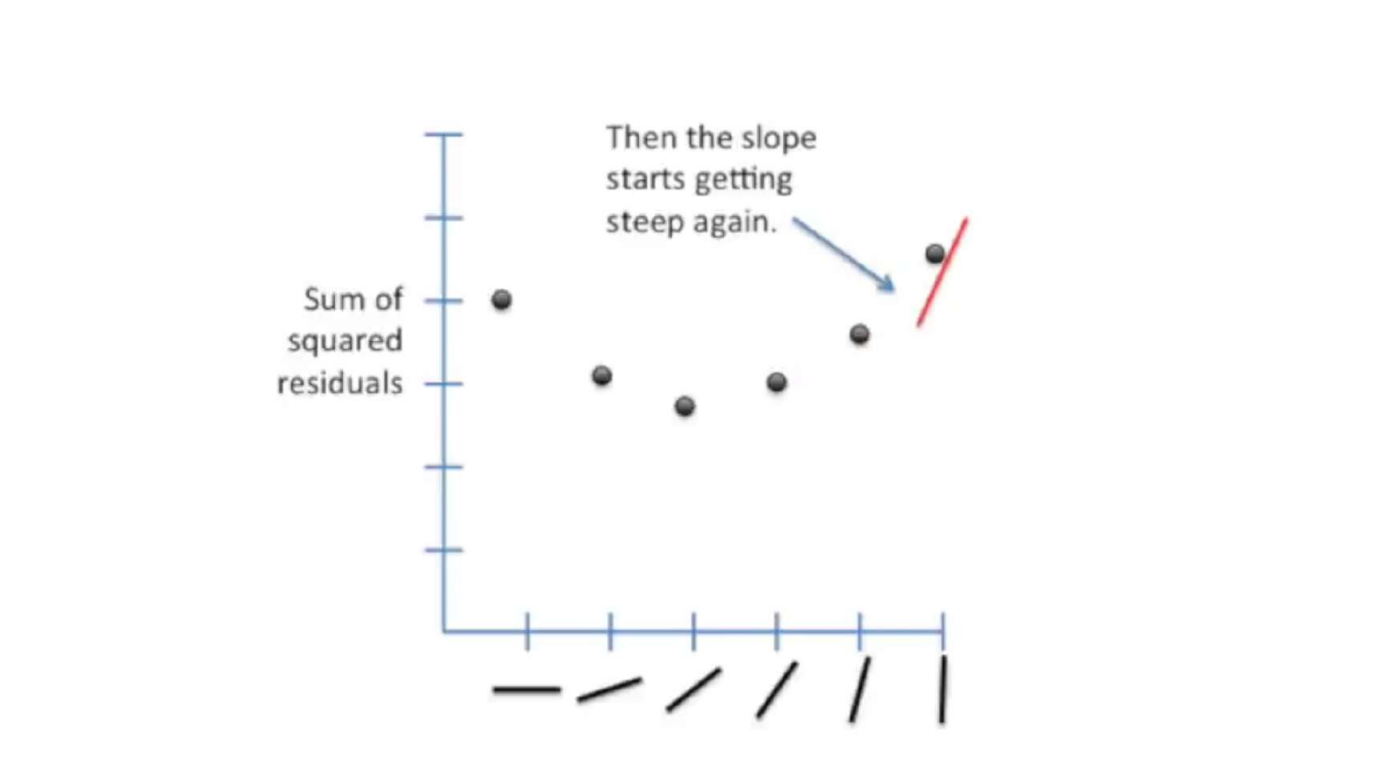 Then the slope
starts getting
steep again.
Sum of
squared
residuals